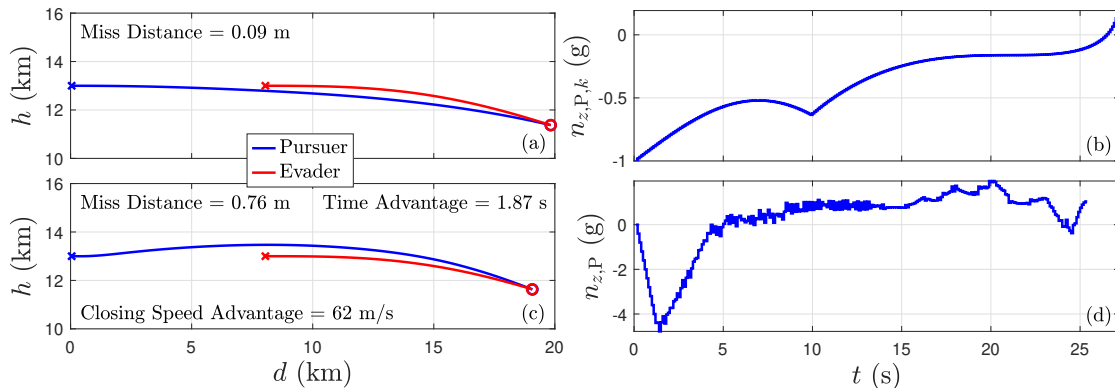 16
14
12
10
h (km)
Miss Distance = 0.09 m
(a)
Pursuer
Evader
16
14
12
10
h (km)
Miss Distance = 0.76 m Time Advantage = 1.87 s
Closing Speed Advantage = 62 m/s
(c)
0 5 10 15 20
d (km)
0
-0.5
-1
n_{z,P,k} (g)
(b)
0
-2
-4
n_{z,P} (g)
(d)
0 5 10 15 20 25
t (s)